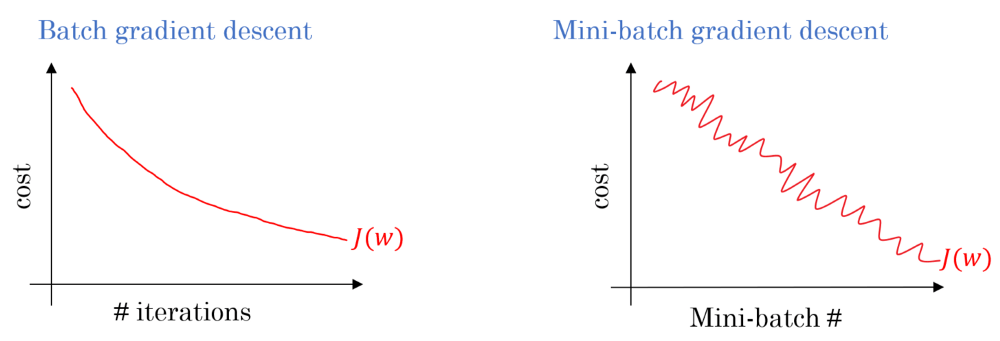 Batch gradient descent
cost
J(w)
# iterations
Mini-batch gradient descent
cost
J(w)
Mini-batch #